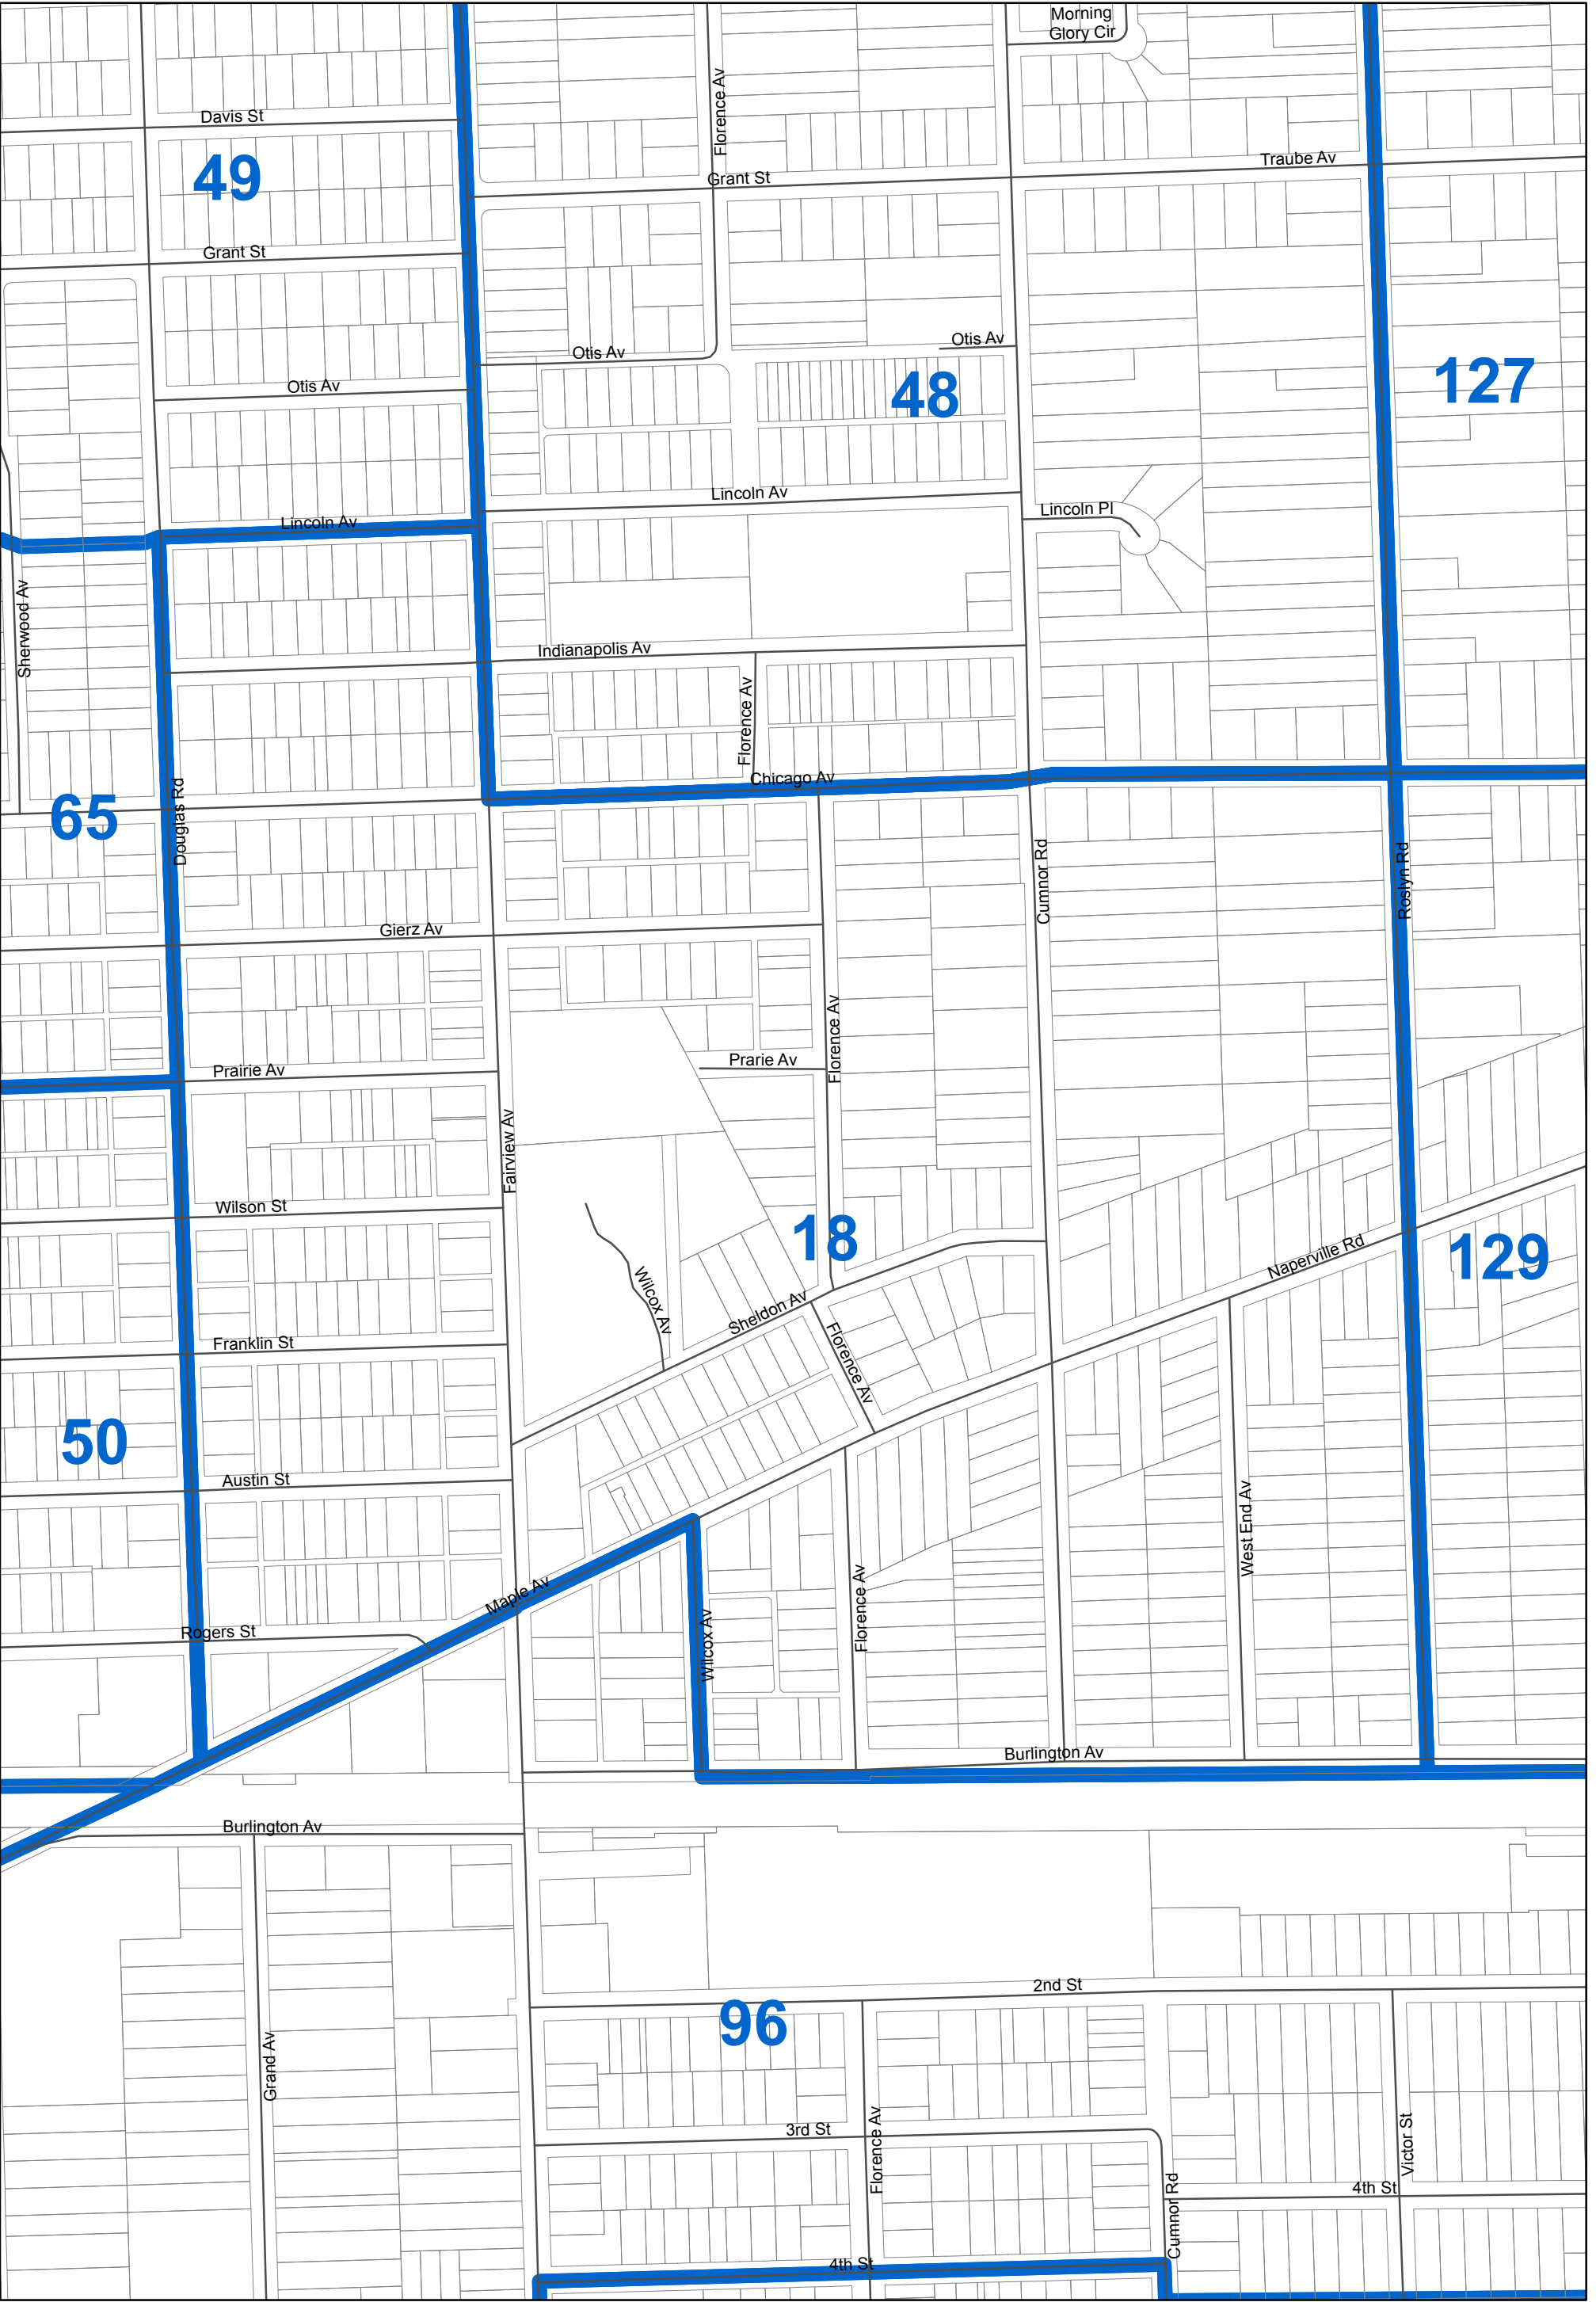 Morning
Glory Cir
Davis St
Florence Av
49
Traube Av
Grant St
Grant St
Otis Av
Otis Av
Otis Av
48
127
Lincoln Av
Lincoln Av
Lincoln Pl
Sherwood Av
Indianapolis Av
Florence Av
Chicago Av
65
Douglas Rd
Cumnor Rd
Roslyn Rd
Gierz Av
Florence Av
Prarie Av
Prairie Av
Fairview Av
Wilson St
18
Naperville Rd
129
Wilcox Av
Sheldon Av
Florence Av
Franklin St
50
Austin St
West End Av
Maple Av
Florence Av
Wilcox Av
Rogers St
Burlington Av
Burlington Av
2nd St
96
Grand Av
3rd St
Florence Av
Victor St
Cumnor Rd
4th St
4th St